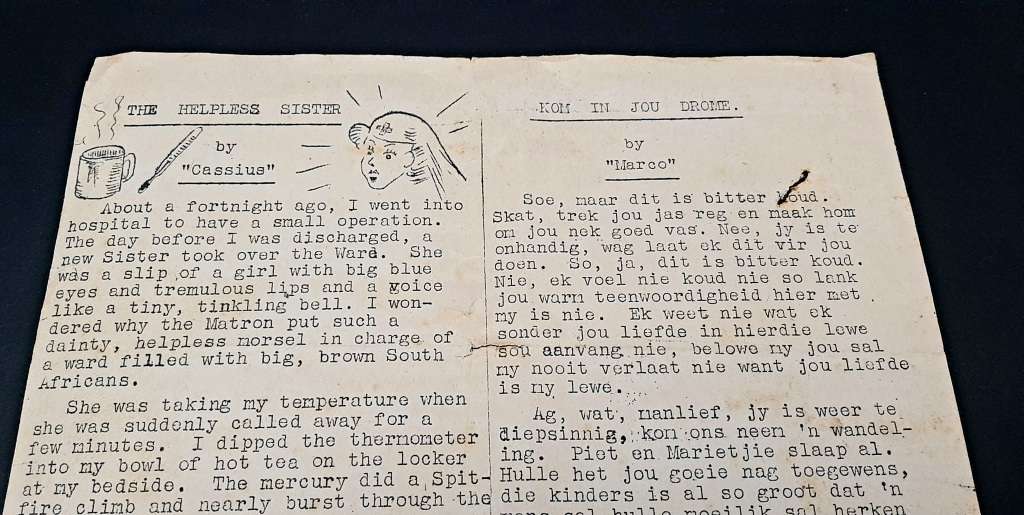 THE HELPLESS SISTER
by
"Cassius"
About a fortnight ago, I went into
hospital to have a small operation.
The day before I was discharged, a
new Sister took over the Ward. She
was a slip of a girl with big blue
eyes and tremulous lips and a goice
like a tiny, tinkling bell. I won-
dered why the Matron put such a
dainty, helpless morsel in charge of
a ward filled with big, brown South
Africans.
She was taking my temperature when
she was suddenly called away for a
few minutes. I dipped the thermometer
into my bowl of hot tea on the locker
at my bedside. The mercury did a Spit-
fire climb and nearly burst through the
KOM IN JOU DROME.
by
"Marco"
Soe, maar dit is bitter koud.
Skat, trek jou jas reg en maak hom
om jou nek goed vas. Nee, jy is te
onhandig, wag laat ek dit vir jou
doen. So, ja, dit is bitter koud.
Nie, ek voel nie koud nie so lank
jou warm teenwoordigheid hier met
my is nie. Ek weet nie wat ek
sonder jou liefde in hierdie lewe
sou aanvang nie, belowe my jou sal
my nooit verlaat nie want jou liefde
is my lewe.
Ag, wat, manlief, jy is weer te
diepsinnig, kom ons neem 'n wandel-
ing. Piet en Marietjie slaap al.
Hulle het jou goeie nag toegewens,
die kinders is al so groot dat 'n
mens sal hulle moeilik sal herken